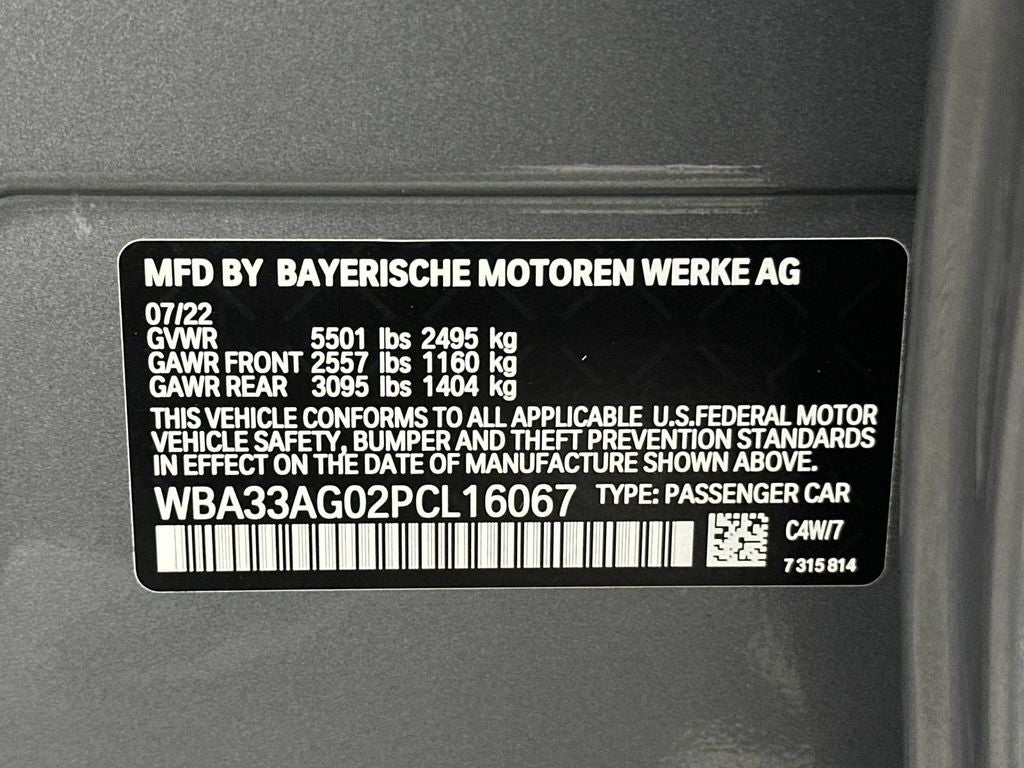 MFD BY BAYERISCHE MOTOREN WERKE AG
07/22
GVWR 5501 lbs 2495 kg
GAWR FRONT 2557 lbs 1160 kg
GAWR REAR 3095 lbs 1404 kg
THIS VEHICLE CONFORMS TO ALL APPLICABLE U.S.FEDERAL MOTOR
VEHICLE SAFETY, BUMPER AND THEFT PREVENTION STANDARDS
IN EFFECT ON THE DATE OF MANUFACTURE SHOWN ABOVE.
WBA33AG02PCL16067 TYPE: PASSENGER CAR
C4W/7
7 315 814